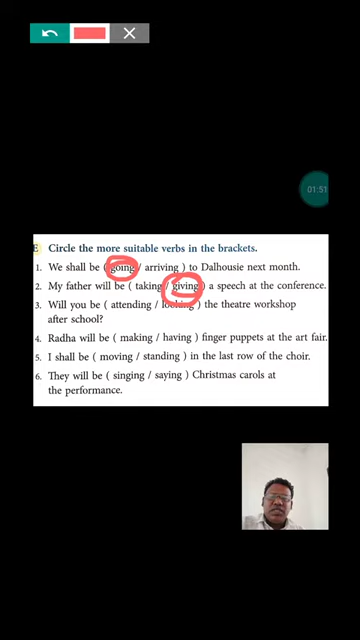 01:51
E Circle the more suitable verbs in the brackets.
1. We shall be ( going / arriving ) to Dalhousie next month.
2. My father will be ( taking / giving ) a speech at the conference.
3. Will you be ( attending / looking ) the theatre workshop
after school?
4. Radha will be ( making / having ) finger puppets at the art fair.
5. I shall be ( moving / standing ) in the last row of the choir.
6. They will be ( singing / saying ) Christmas carols at
the performance.